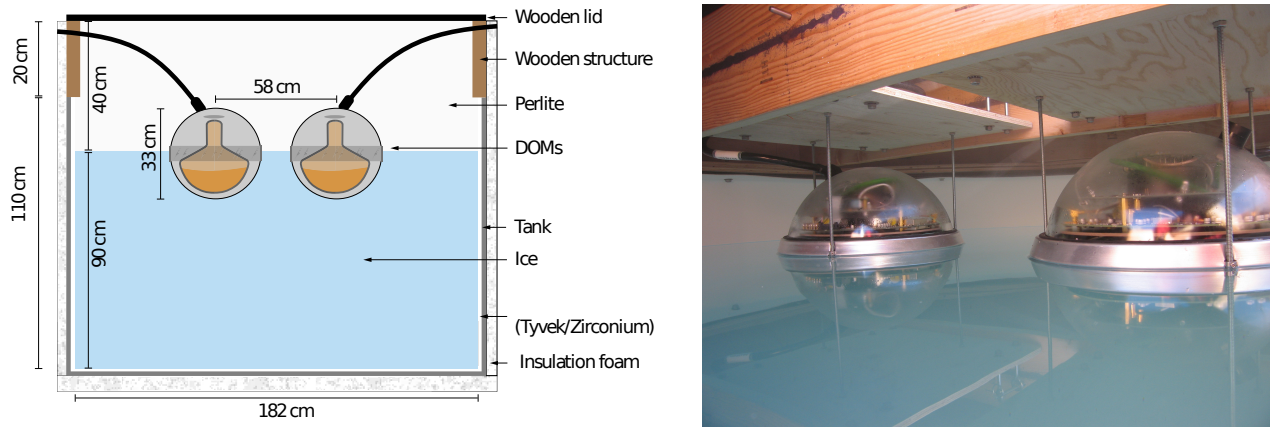 Wooden lid
20 cm
40 cm
Wooden structure
58 cm
Perlite
33 cm
DOMs
110 cm
90 cm
Tank
Ice
(Tyvek/Zirconium)
Insulation foam
182 cm